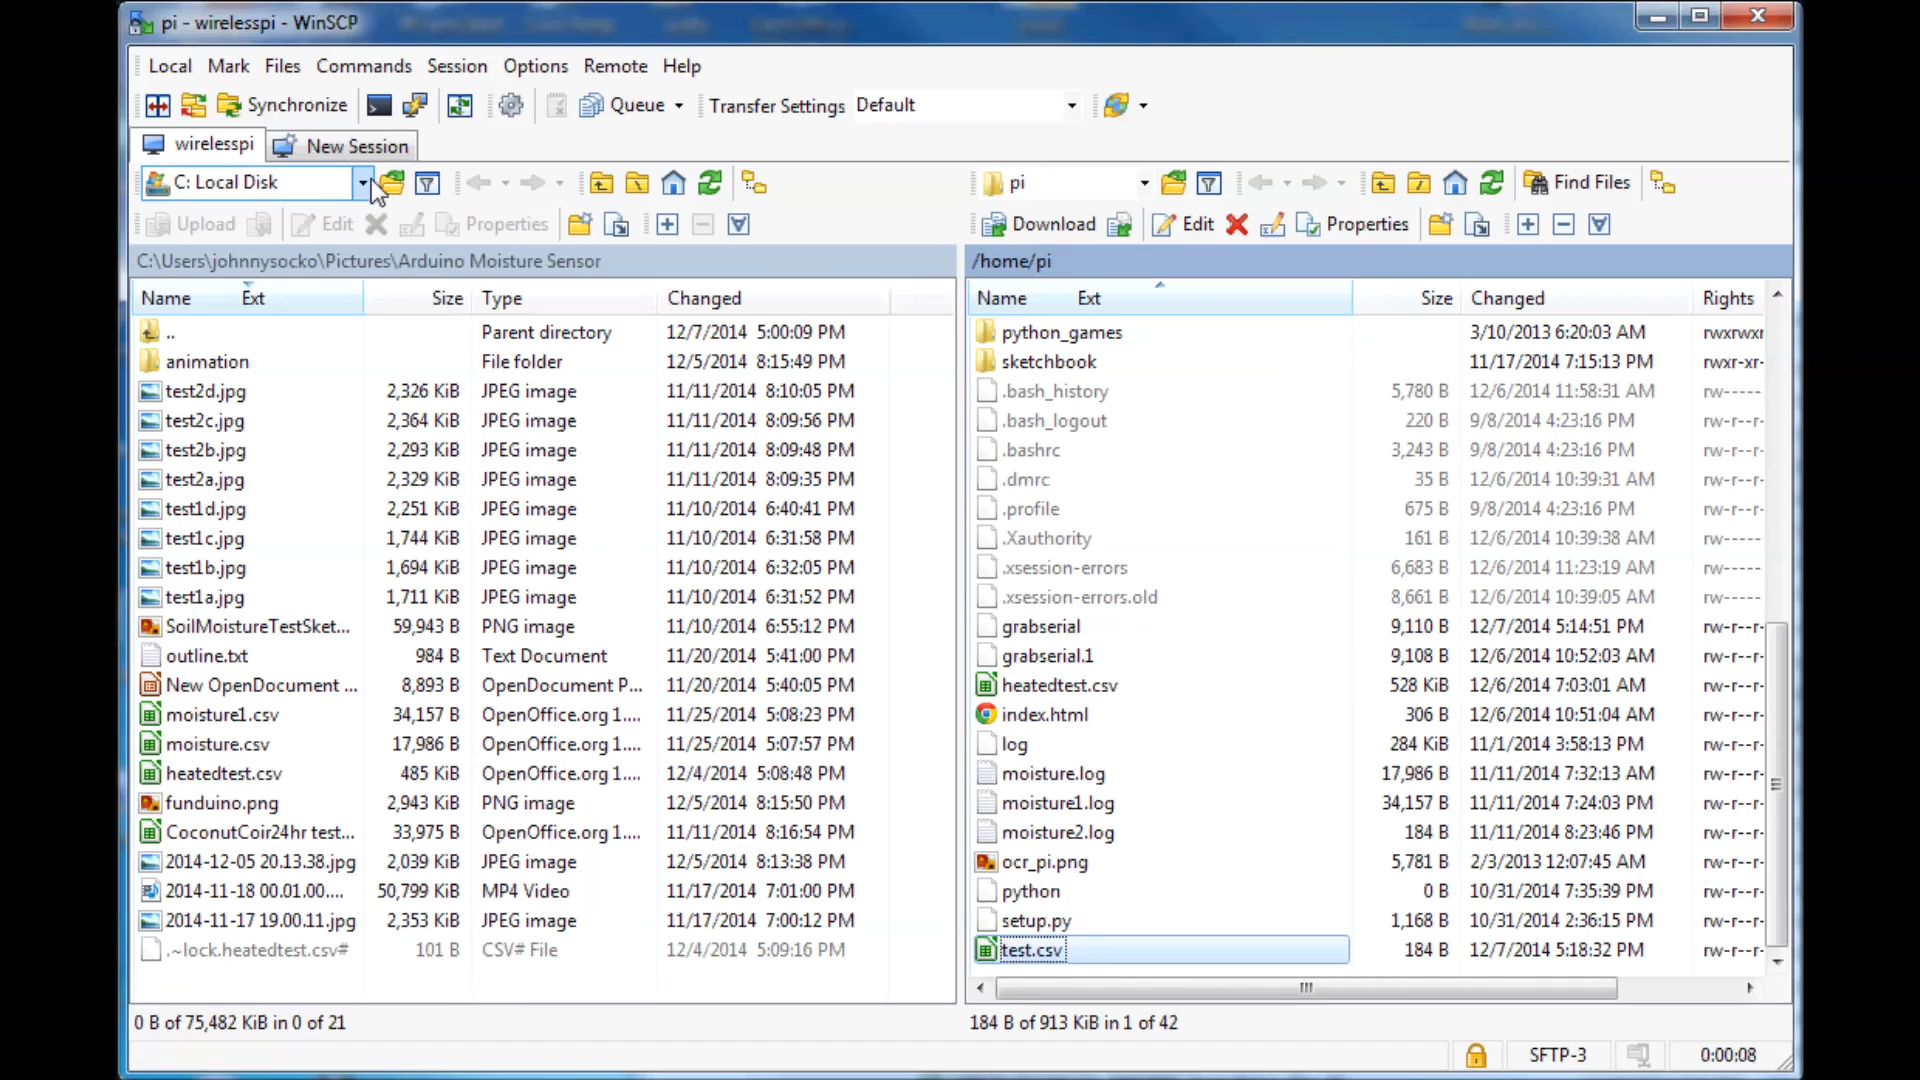 pi - wirelesspi - WinSCP
Local Mark Files Commands Session Options Remote Help
Synchronize Queue Transfer Settings Default
wirelesspi New Session
C: Local Disk pi Find Files
Upload Edit Properties Download Edit Properties
C:\Users\johnnysocko\Pictures\Arduino Moisture Sensor /home/pi
Name Ext Size Type Changed Name Ext Size Changed Rights
.. Parent directory 12/7/2014 5:00:09 PM python_games 3/10/2013 6:20:03 AM rwxrwxr
animation File folder 12/5/2014 8:15:49 PM sketchbook 11/17/2014 7:15:13 PM rwxr-xr-
test2d.jpg 2,326 KiB JPEG image 11/11/2014 8:10:05 PM .bash_history 5,780 B 12/6/2014 11:58:31 AM rw-----
test2c.jpg 2,364 KiB JPEG image 11/11/2014 8:09:56 PM .bash_logout 220 B 9/8/2014 4:23:16 PM rw-r--r-
test2b.jpg 2,293 KiB JPEG image 11/11/2014 8:09:48 PM .bashrc 3,243 B 9/8/2014 4:23:16 PM rw-r--r-
test2a.jpg 2,329 KiB JPEG image 11/11/2014 8:09:35 PM .dmrc 35 B 12/6/2014 10:39:31 AM rw-r--r-
test1d.jpg 2,251 KiB JPEG image 11/10/2014 6:40:41 PM .profile 675 B 9/8/2014 4:23:16 PM rw-r--r-
test1c.jpg 1,744 KiB JPEG image 11/10/2014 6:31:58 PM .Xauthority 161 B 12/6/2014 10:39:38 AM rw-----
test1b.jpg 1,694 KiB JPEG image 11/10/2014 6:32:05 PM .xsession-errors 6,683 B 12/6/2014 11:23:19 AM rw-----
test1a.jpg 1,711 KiB JPEG image 11/10/2014 6:31:52 PM .xsession-errors.old 8,661 B 12/6/2014 10:39:05 AM rw-----
SoilMoistureTestSket... 59,943 B PNG image 11/10/2014 6:55:12 PM grabserial 9,110 B 12/7/2014 5:14:51 PM rw-r--r-
outline.txt 984 B Text Document 11/20/2014 5:41:00 PM grabserial.1 9,108 B 12/6/2014 10:52:03 AM rw-r--r-
New OpenDocument ... 8,893 B OpenDocument P... 11/20/2014 5:40:05 PM heatedtest.csv 528 KiB 12/6/2014 7:03:01 AM rw-r--r-
moisture1.csv 34,157 B OpenOffice.org 1.... 11/25/2014 5:08:23 PM index.html 306 B 12/6/2014 10:51:04 AM rw-r--r-
moisture.csv 17,986 B OpenOffice.org 1.... 11/25/2014 5:07:57 PM log 284 KiB 11/1/2014 3:58:13 PM rw-r--r-
heatedtest.csv 485 KiB OpenOffice.org 1.... 12/4/2014 5:08:48 PM moisture.log 17,986 B 11/11/2014 7:32:13 AM rw-r--r-
funduino.png 2,943 KiB PNG image 12/5/2014 8:15:50 PM moisture1.log 34,157 B 11/11/2014 7:24:03 PM rw-r--r-
CoconutCoir24hr test... 33,975 B OpenOffice.org 1.... 11/11/2014 8:16:54 PM moisture2.log 184 B 11/11/2014 8:23:46 PM rw-r--r-
2014-12-05 20.13.38.jpg 2,039 KiB JPEG image 12/5/2014 8:13:38 PM ocr_pi.png 5,781 B 2/3/2013 12:07:45 AM rw-r--r-
2014-11-18 00.01.00.... 50,799 KiB MP4 Video 11/17/2014 7:01:00 PM python 0 B 10/31/2014 7:35:39 PM rw-r--r-
2014-11-17 19.00.11.jpg 2,353 KiB JPEG image 11/17/2014 7:00:12 PM setup.py 1,168 B 10/31/2014 2:36:15 PM rw-r--r-
.~lock.heatedtest.csv# 101 B CSV# File 12/4/2014 5:09:16 PM test.csv 184 B 12/7/2014 5:18:32 PM rw-r--r-
0 B of 75,482 KiB in 0 of 21 184 B of 913 KiB in 1 of 42
SFTP-3 0:00:08